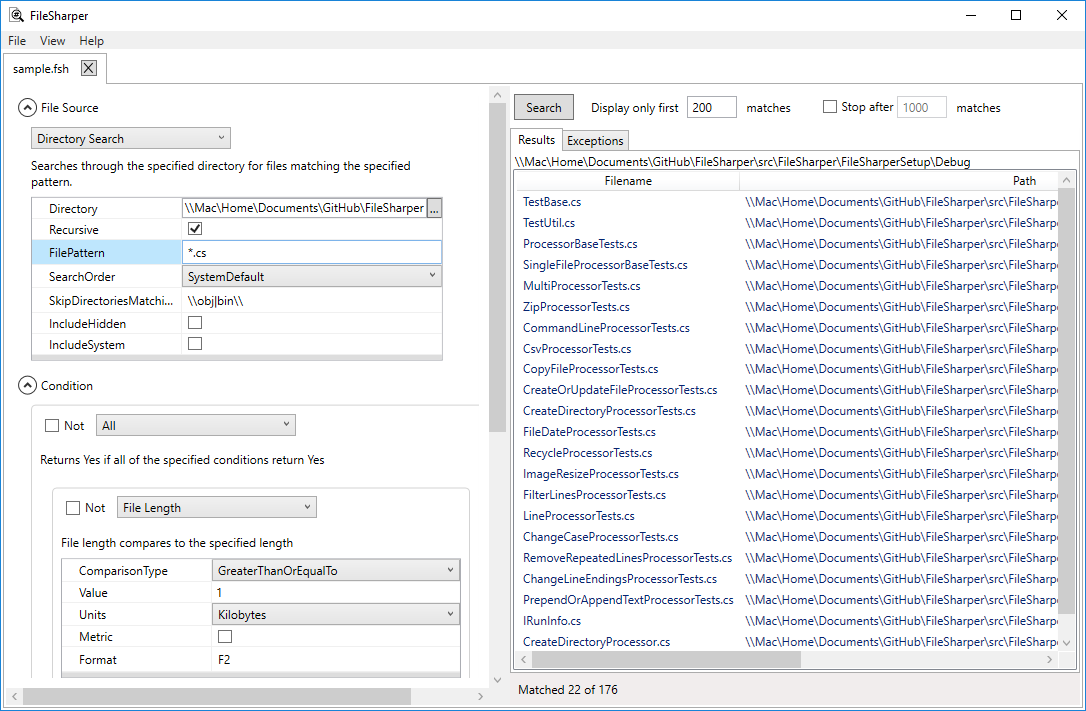 FileSharper
File View Help
sample.fsh
File Source
Directory Search
Searches through the specified directory for files matching the specified
pattern.
Directory \\Mac\Home\Documents\GitHub\FileSharper ...
Recursive
FilePattern *.cs
SearchOrder SystemDefault
SkipDirectoriesMatchi... \\obj|bin\\
IncludeHidden
IncludeSystem
Condition
Not All
Returns Yes if all of the specified conditions return Yes
Not File Length
File length compares to the specified length
ComparisonType GreaterThanOrEqualTo
Value 1
Units Kilobytes
Metric
Format F2
Search Display only first 200 matches Stop after 1000 matches
Results Exceptions
\\Mac\Home\Documents\GitHub\FileSharper\src\FileSharper\FileSharperSetup\Debug
Filename Path
TestBase.cs \\Mac\Home\Documents\GitHub\FileSharper\src\FileSharpe
TestUtil.cs \\Mac\Home\Documents\GitHub\FileSharper\src\FileSharpe
ProcessorBaseTests.cs \\Mac\Home\Documents\GitHub\FileSharper\src\FileSharpe
SingleFileProcessorBaseTests.cs \\Mac\Home\Documents\GitHub\FileSharper\src\FileSharpe
MultiProcessorTests.cs \\Mac\Home\Documents\GitHub\FileSharper\src\FileSharpe
ZipProcessorTests.cs \\Mac\Home\Documents\GitHub\FileSharper\src\FileSharpe
CommandLineProcessorTests.cs \\Mac\Home\Documents\GitHub\FileSharper\src\FileSharpe
CsvProcessorTests.cs \\Mac\Home\Documents\GitHub\FileSharper\src\FileSharpe
CopyFileProcessorTests.cs \\Mac\Home\Documents\GitHub\FileSharper\src\FileSharpe
CreateOrUpdateFileProcessorTests.cs \\Mac\Home\Documents\GitHub\FileSharper\src\FileSharpe
CreateDirectoryProcessorTests.cs \\Mac\Home\Documents\GitHub\FileSharper\src\FileSharpe
FileDateProcessorTests.cs \\Mac\Home\Documents\GitHub\FileSharper\src\FileSharpe
RecycleProcessorTests.cs \\Mac\Home\Documents\GitHub\FileSharper\src\FileSharpe
ImageResizeProcessorTests.cs \\Mac\Home\Documents\GitHub\FileSharper\src\FileSharpe
FilterLinesProcessorTests.cs \\Mac\Home\Documents\GitHub\FileSharper\src\FileSharpe
LineProcessorTests.cs \\Mac\Home\Documents\GitHub\FileSharper\src\FileSharpe
ChangeCaseProcessorTests.cs \\Mac\Home\Documents\GitHub\FileSharper\src\FileSharpe
RemoveRepeatedLinesProcessorTests.cs \\Mac\Home\Documents\GitHub\FileSharper\src\FileSharpe
ChangeLineEndingsProcessorTests.cs \\Mac\Home\Documents\GitHub\FileSharper\src\FileSharpe
PrependOrAppendTextProcessorTests.cs \\Mac\Home\Documents\GitHub\FileSharper\src\FileSharpe
IRunInfo.cs \\Mac\Home\Documents\GitHub\FileSharper\src\FileSharpe
CreateDirectoryProcessor.cs \\Mac\Home\Documents\GitHub\FileSharper\src\FileSharpe
Matched 22 of 176